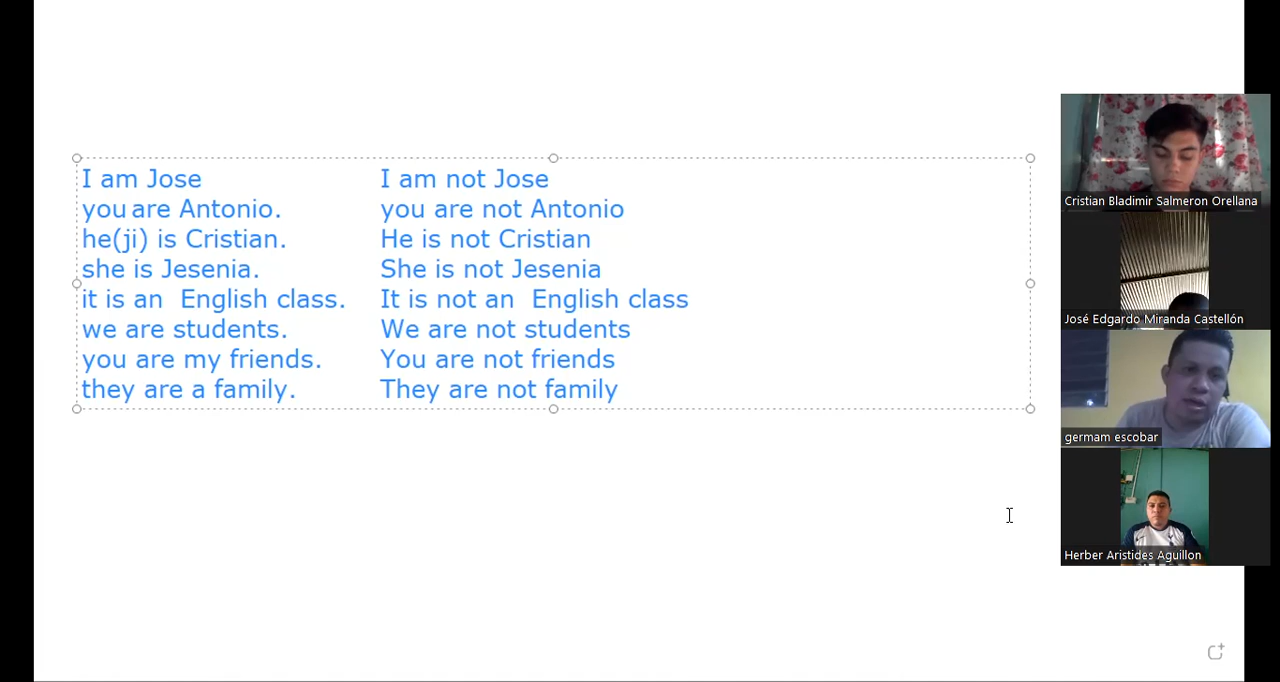 I am Jose I am not Jose
you are Antonio. you are not Antonio
he(ji) is Cristian. He is not Cristian
she is Jesenia. She is not Jesenia
it is an English class. It is not an English class
we are students. We are not students
you are my friends. You are not friends
they are a family. They are not family
Cristian Bladimir Salmeron Orellana
José Edgardo Miranda Castellón
germam escobar
Herber Aristides Aguillon